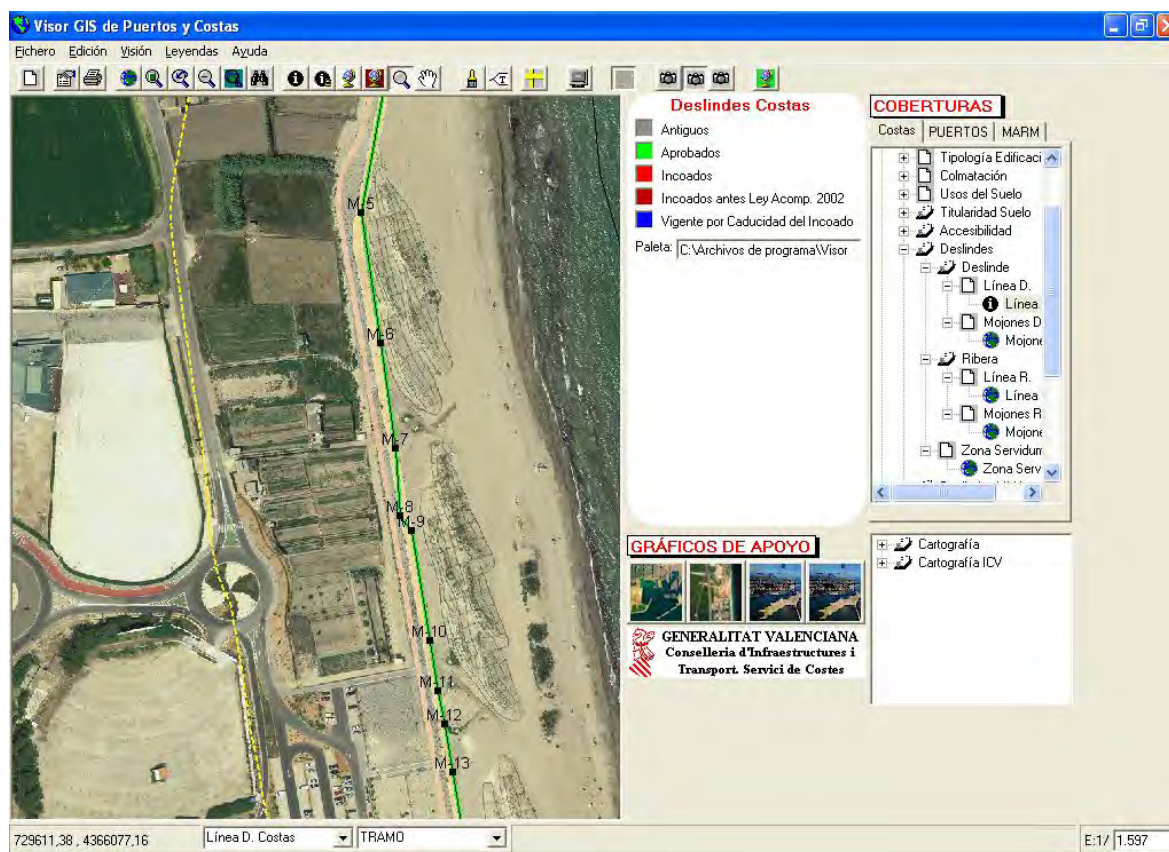 Visor GIS de Puertos y Costas
Fichero Edición Visión Leyendas Ayuda
M-5
M-6
M-7
M-8
M-9
M-10
M-11
M-12
M-13
Deslindes Costas
Antiguos
Aprobados
Incoados
Incoados antes Ley Acomp. 2002
Vigente por Caducidad del Incoado
Paleta: C:\Archivos de programa\Visor
GRÁFICOS DE APOYO
GENERALITAT VALENCIANA
Conselleria d'Infraestructures i
Transport. Servici de Costes
COBERTURAS
Costas PUERTOS MARM
Tipología Edificaci
Colmatación
Usos del Suelo
Titularidad Suelo
Accesibilidad
Deslindes
Deslinde
Línea D.
Línea
Mojones D
Mojone
Ribera
Línea R.
Línea
Mojones R
Mojone
Zona Servidum
Zona Serv
Cartografía
Cartografía ICV
729611,38 , 4366077,16 Línea D. Costas TRAMO E:1/ 1.597